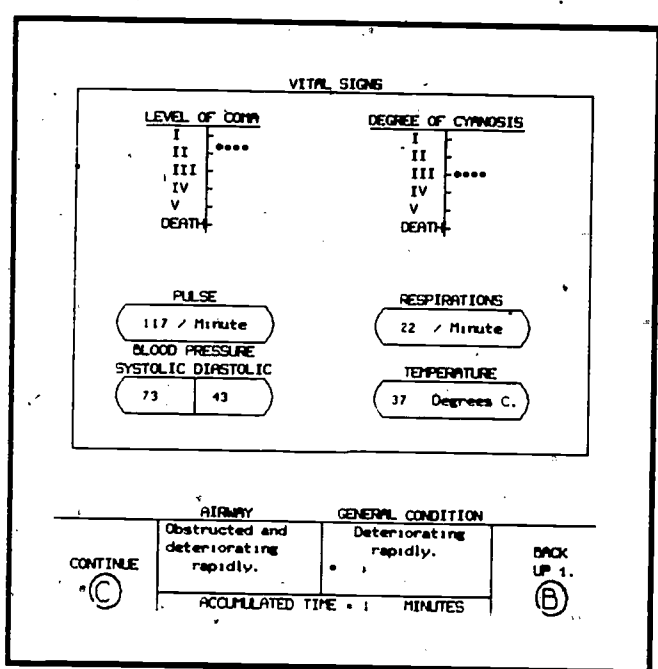 VITAL SIGNS
LEVEL OF COMA
I
II
III
IV
V
DEATH
DEGREE OF CYANOSIS
I
II
III
IV
V
DEATH
PULSE
117 / Minute
BLOOD PRESSURE
SYSTOLIC DIASTOLIC
73 43
RESPIRATIONS
22 / Minute
TEMPERATURE
37 Degrees C.
CONTINUE
C
AIRWAY
Obstructed and
deteriorating
rapidly.
GENERAL CONDITION
Deteriorating
rapidly.
ACCUMULATED TIME = 1 MINUTES
BACK
UP 1.
B